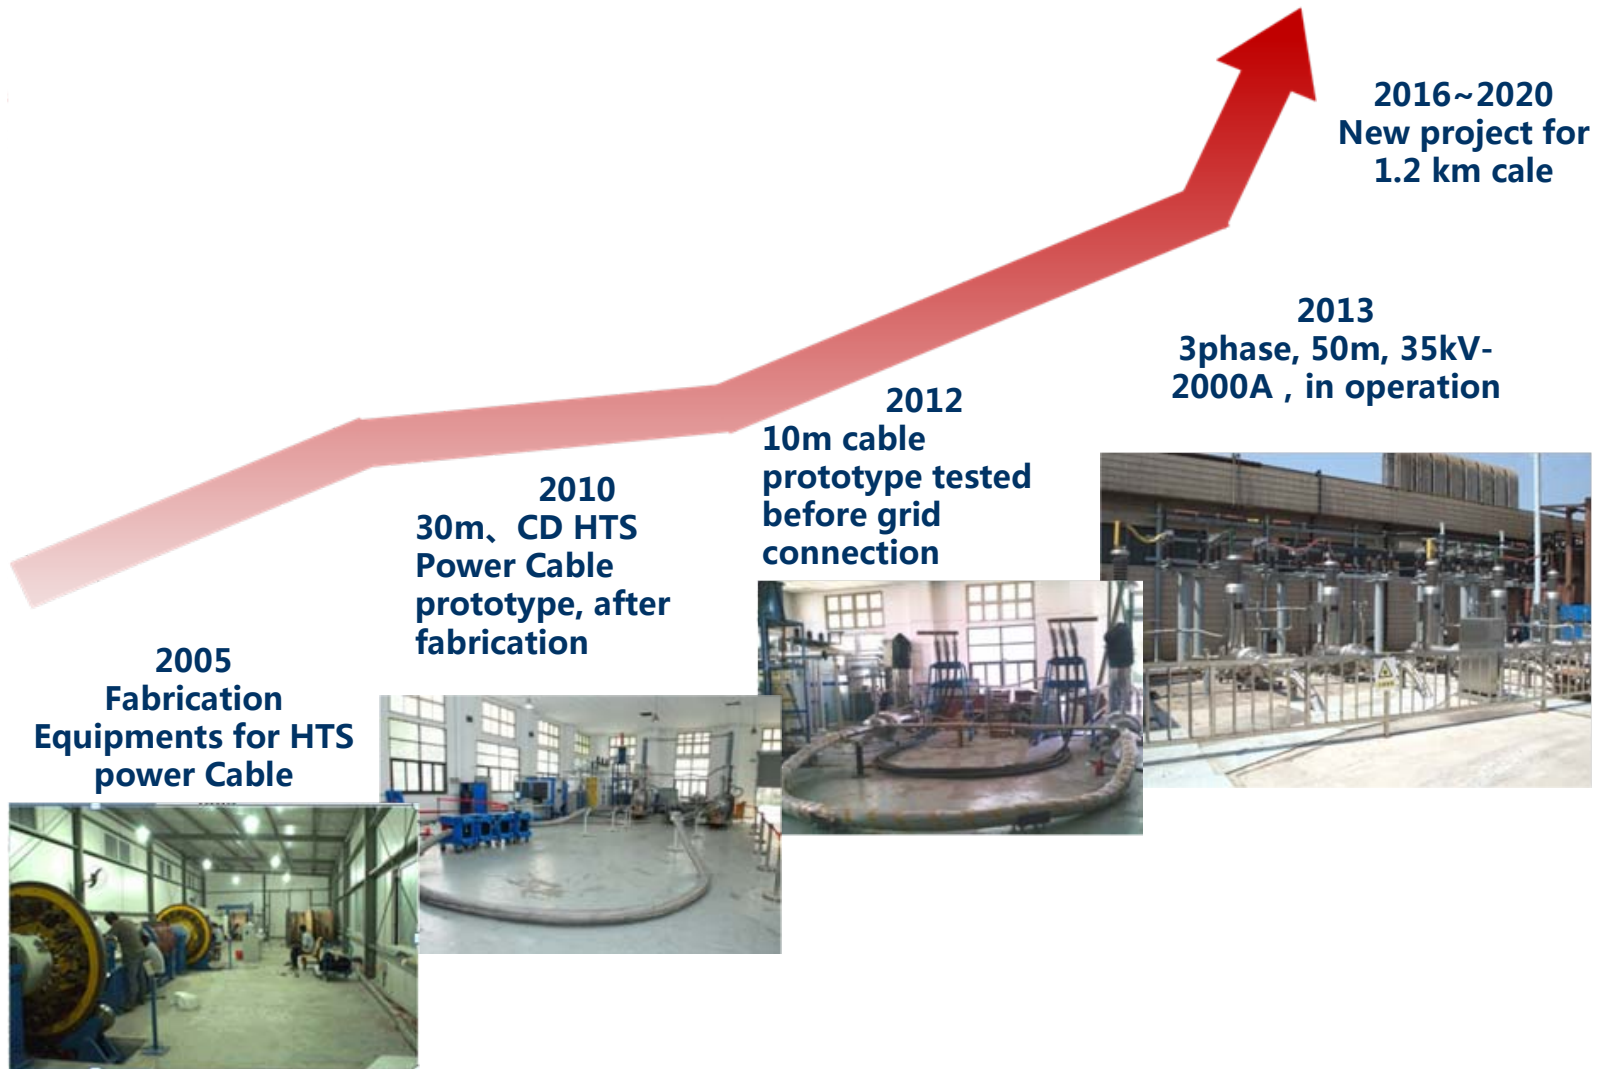 2005
Fabrication
Equipments for HTS
power Cable
2010
30m、CD HTS
Power Cable
prototype, after
fabrication
2012
10m cable
prototype tested
before grid
connection
2013
3phase, 50m, 35kV-
2000A , in operation
2016~2020
New project for
1.2 km cale